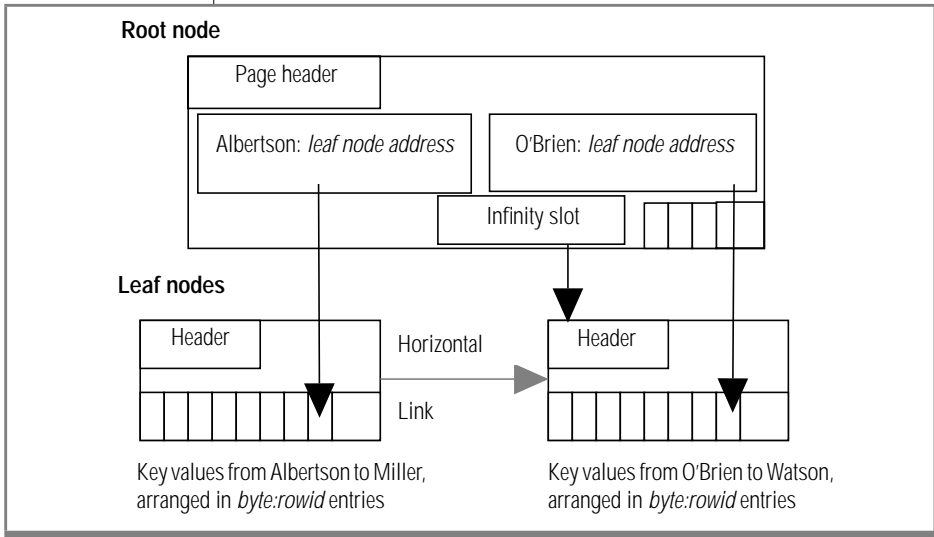 Root node
Page header
Albertson: leaf node address
O'Brien: leaf node address
Infinity slot
Leaf nodes
Header
Horizontal
Link
Header
Key values from Albertson to Miller,
arranged in byte:rowid entries
Key values from O'Brien to Watson,
arranged in byte:rowid entries